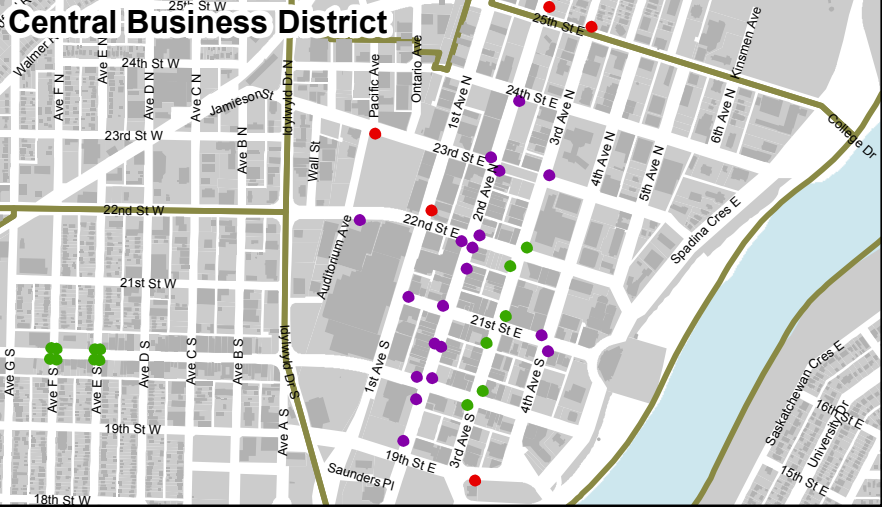 25th St W
Central Business District
25th St E
Kinsmen Ave
Ave E N
24th St W
Ave F N
Ave D N
Ave C N
Jamieson St
Idylwyld Dr N
Pacific Ave
Ontario Ave
1st Ave N
24th St E
3rd Ave N
6th Ave N
College Dr
23rd St W
Ave B N
Wall St
23rd St E
4th Ave N
5th Ave N
2nd Ave N
22nd St W
22nd St E
Spadina Cres E
Auditorium Ave
21st St W
21st St E
Idylwyld Dr S
Ave G S
Ave F S
Ave E S
Ave D S
Ave C S
Ave B S
1st Ave S
4th Ave S
Saskatchewan Cres E
Ave A S
19th St W
3rd Ave S
19th St E
16th St E
University Dr
Saunders Pl
15th St E
18th St W